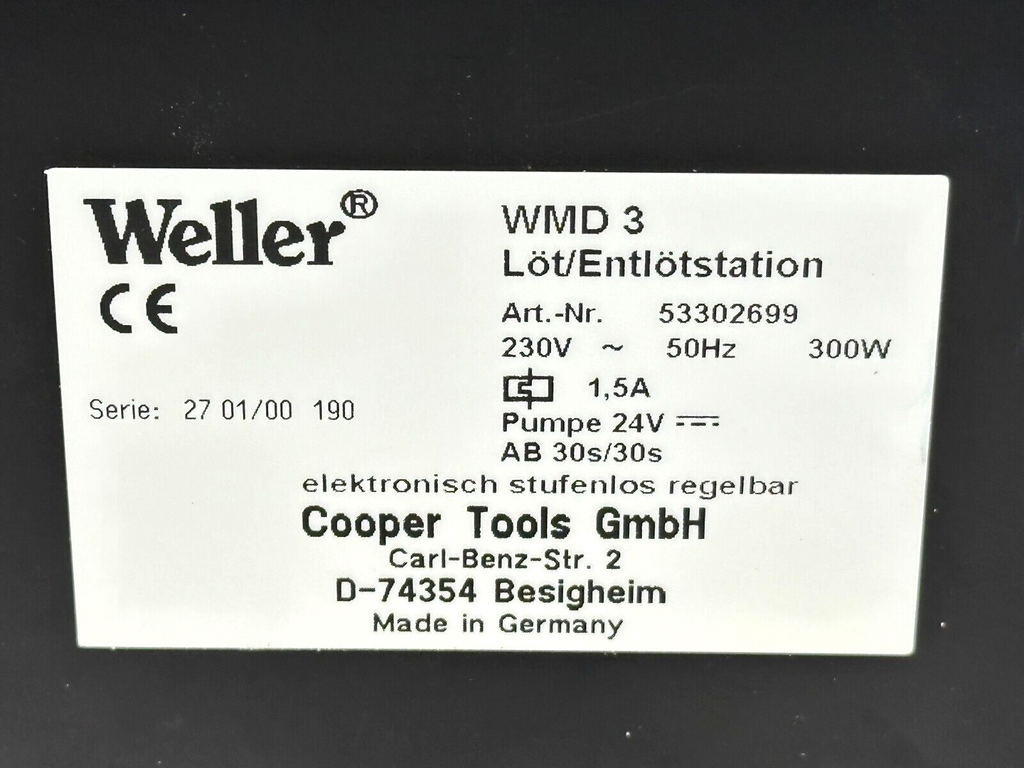 Weller®
CE
Serie: 27 01/00 190
WMD 3
Löt/Entlötstation
Art.-Nr. 53302699
230V ~ 50Hz 300W
1,5A
Pumpe 24V ⎓
AB 30s/30s
elektronisch stufenlos regelbar
Cooper Tools GmbH
Carl-Benz-Str. 2
D-74354 Besigheim
Made in Germany